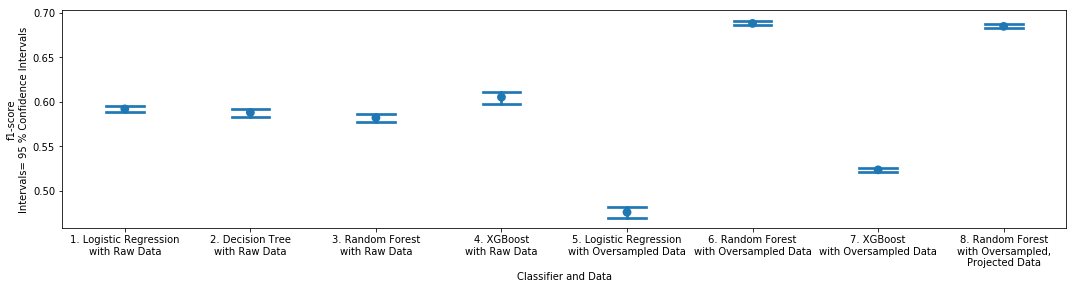 0.70
0.65
0.60
0.55
0.50
f1-score
Intervals= 95 % Confidence Intervals
1. Logistic Regression
with Raw Data
2. Decision Tree
with Raw Data
3. Random Forest
with Raw Data
4. XGBoost
with Raw Data
5. Logistic Regression
with Oversampled Data
6. Random Forest
with Oversampled Data
7. XGBoost
with Oversampled Data
8. Random Forest
with Oversampled,
Projected Data
Classifier and Data